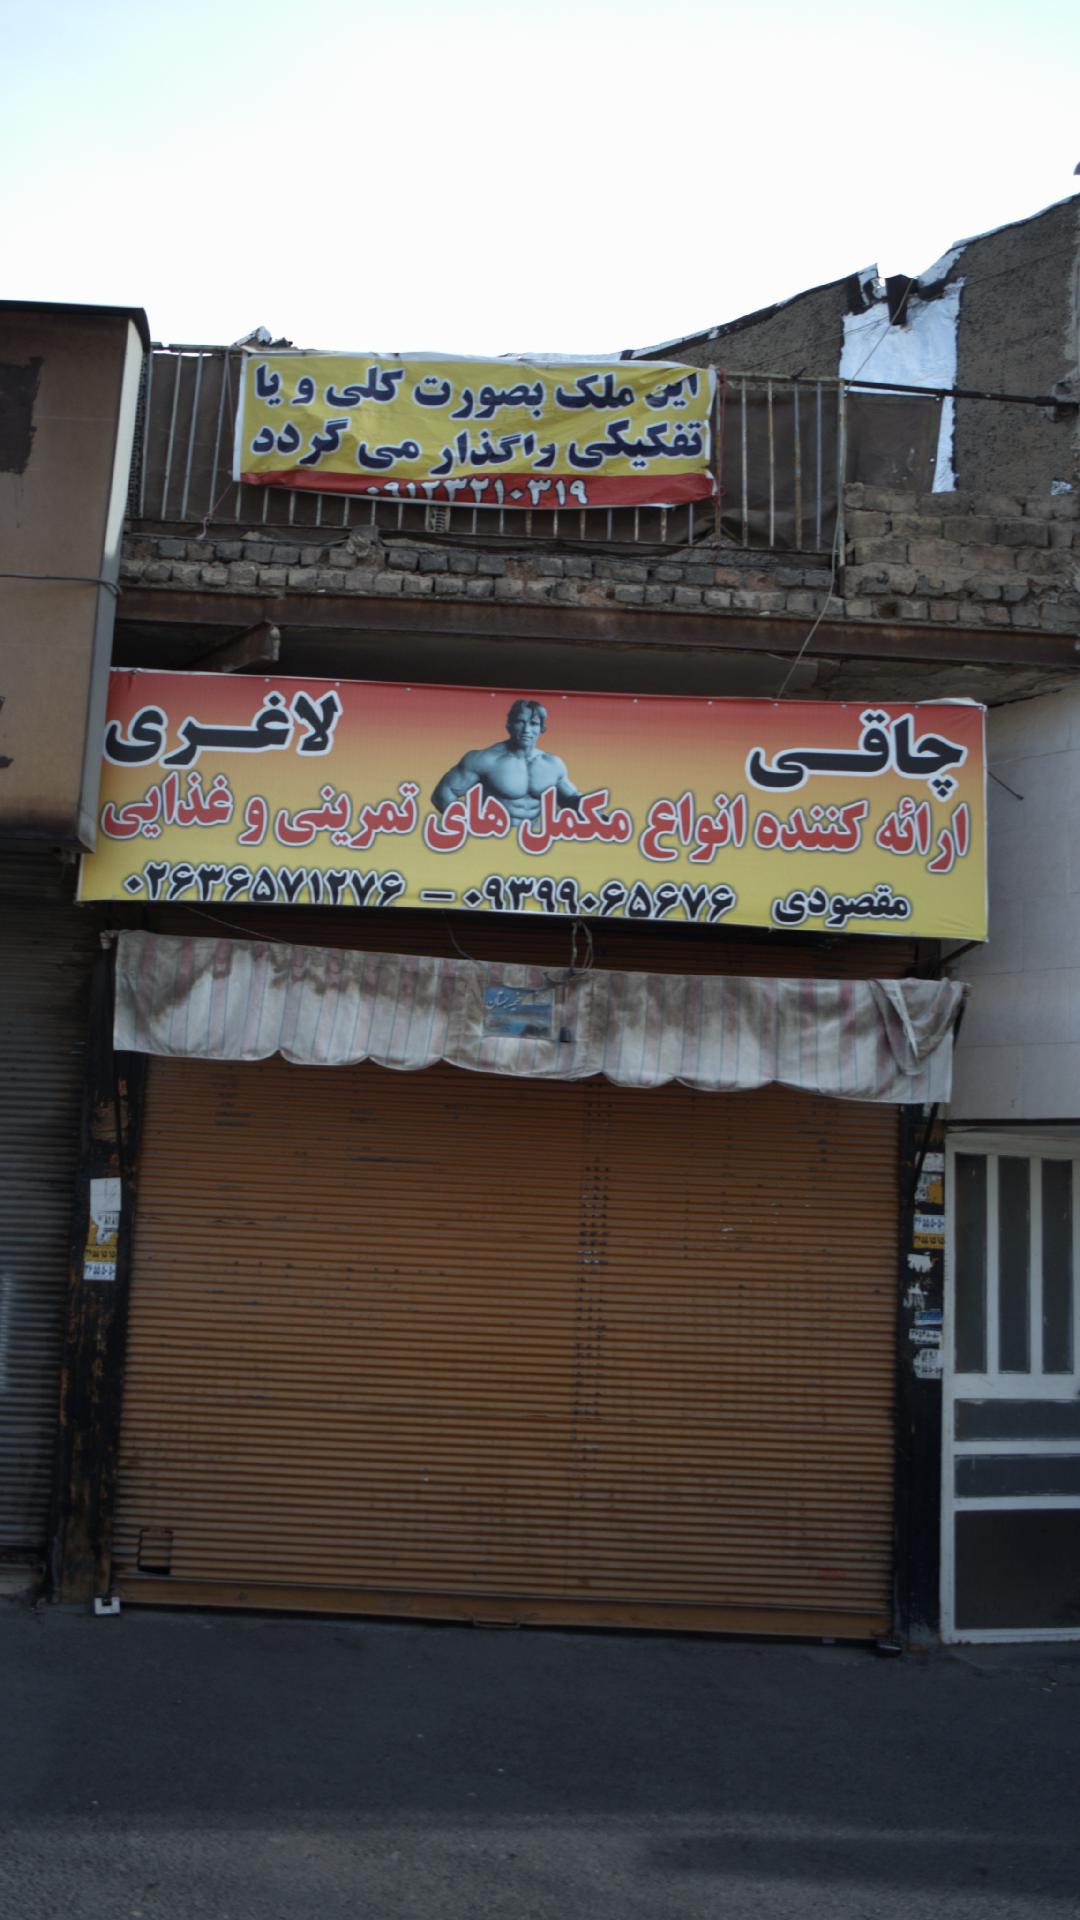 این ملک بصورت کلی و یا
تفکیکی واگذار می گردد
۰۹۱۲۳۲۱۰۳۱۹
چاقی لاغری
ارائه کننده انواع مکمل های تمرینی و غذایی
مقصودی ۰۹۳۹۹۰۶۵۶۷۶ - ۰۲۶۳۶۵۷۱۲۷۶